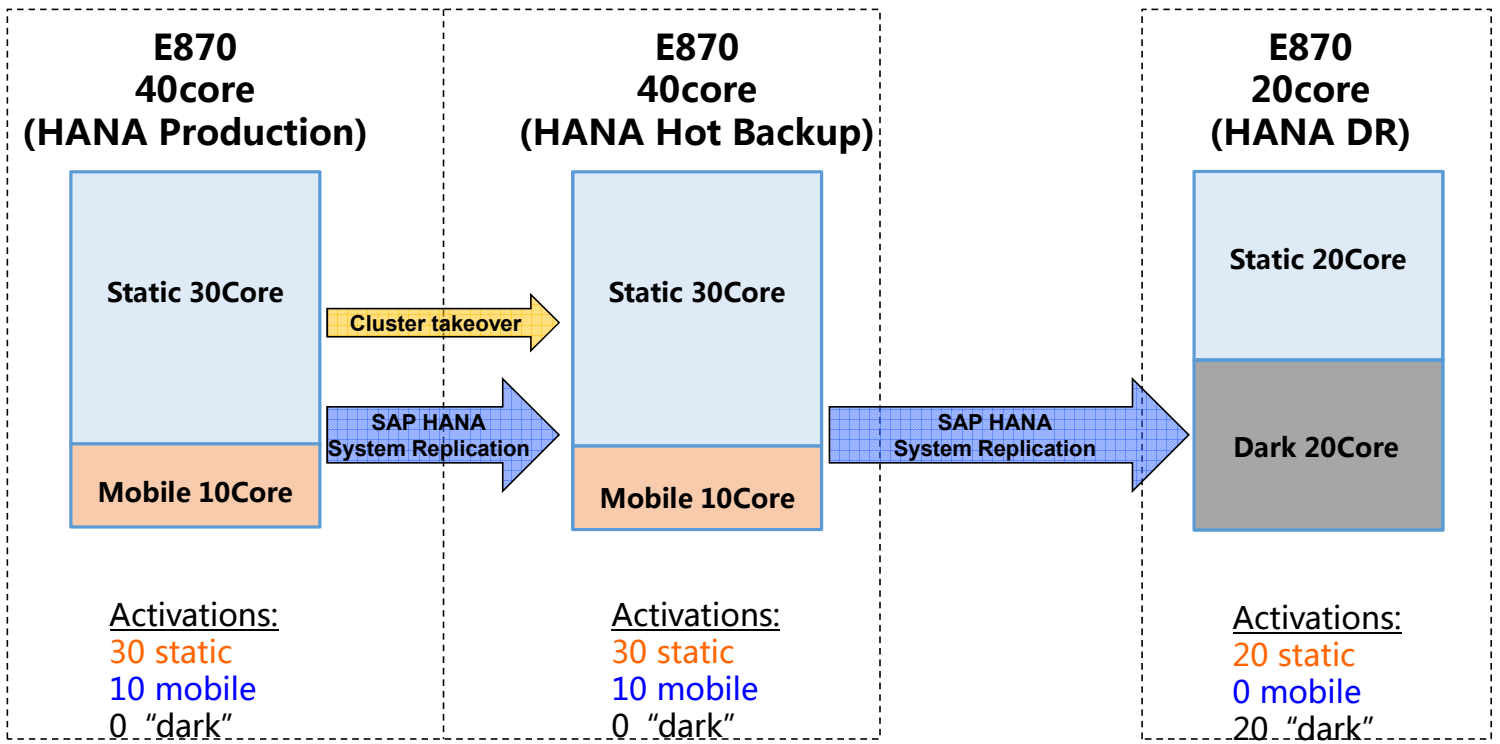 E870
40core
(HANA Production)
E870
40core
(HANA Hot Backup)
E870
20core
(HANA DR)
Static 30Core
Mobile 10Core
Cluster takeover
SAP HANA
System Replication
Static 30Core
Mobile 10Core
SAP HANA
System Replication
Static 20Core
Dark 20Core
Activations:
30 static
10 mobile
0 “dark”
Activations:
30 static
10 mobile
0 “dark”
Activations:
20 static
0 mobile
20 “dark”